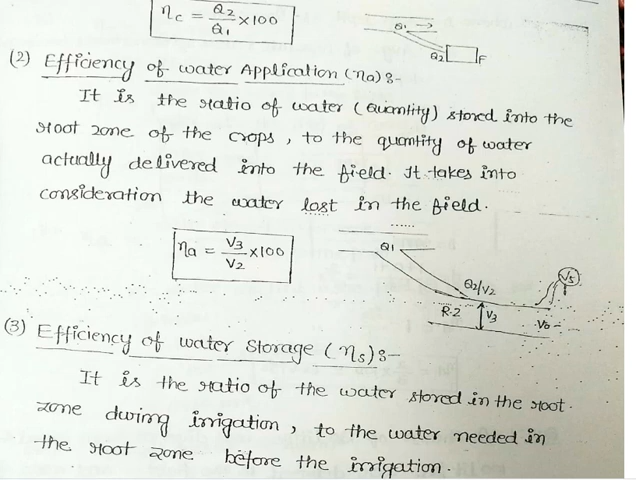 ηc = Q2/Q1 × 100
Q1 →
Q2 F
(2) Efficiency of water Application (ηa):-
It is the ratio of water (Quantity) stored into the
root zone of the crops, to the quantity of water
actually delivered into the field. It takes into
consideration the water lost in the field.
ηa = V3/V2 × 100
Q1
Q2/V2
V5
R.Z
V3
(3) Efficiency of water Storage (ηs):-
It is the ratio of the water stored in the root
zone during irrigation, to the water needed in
the root zone before the irrigation.